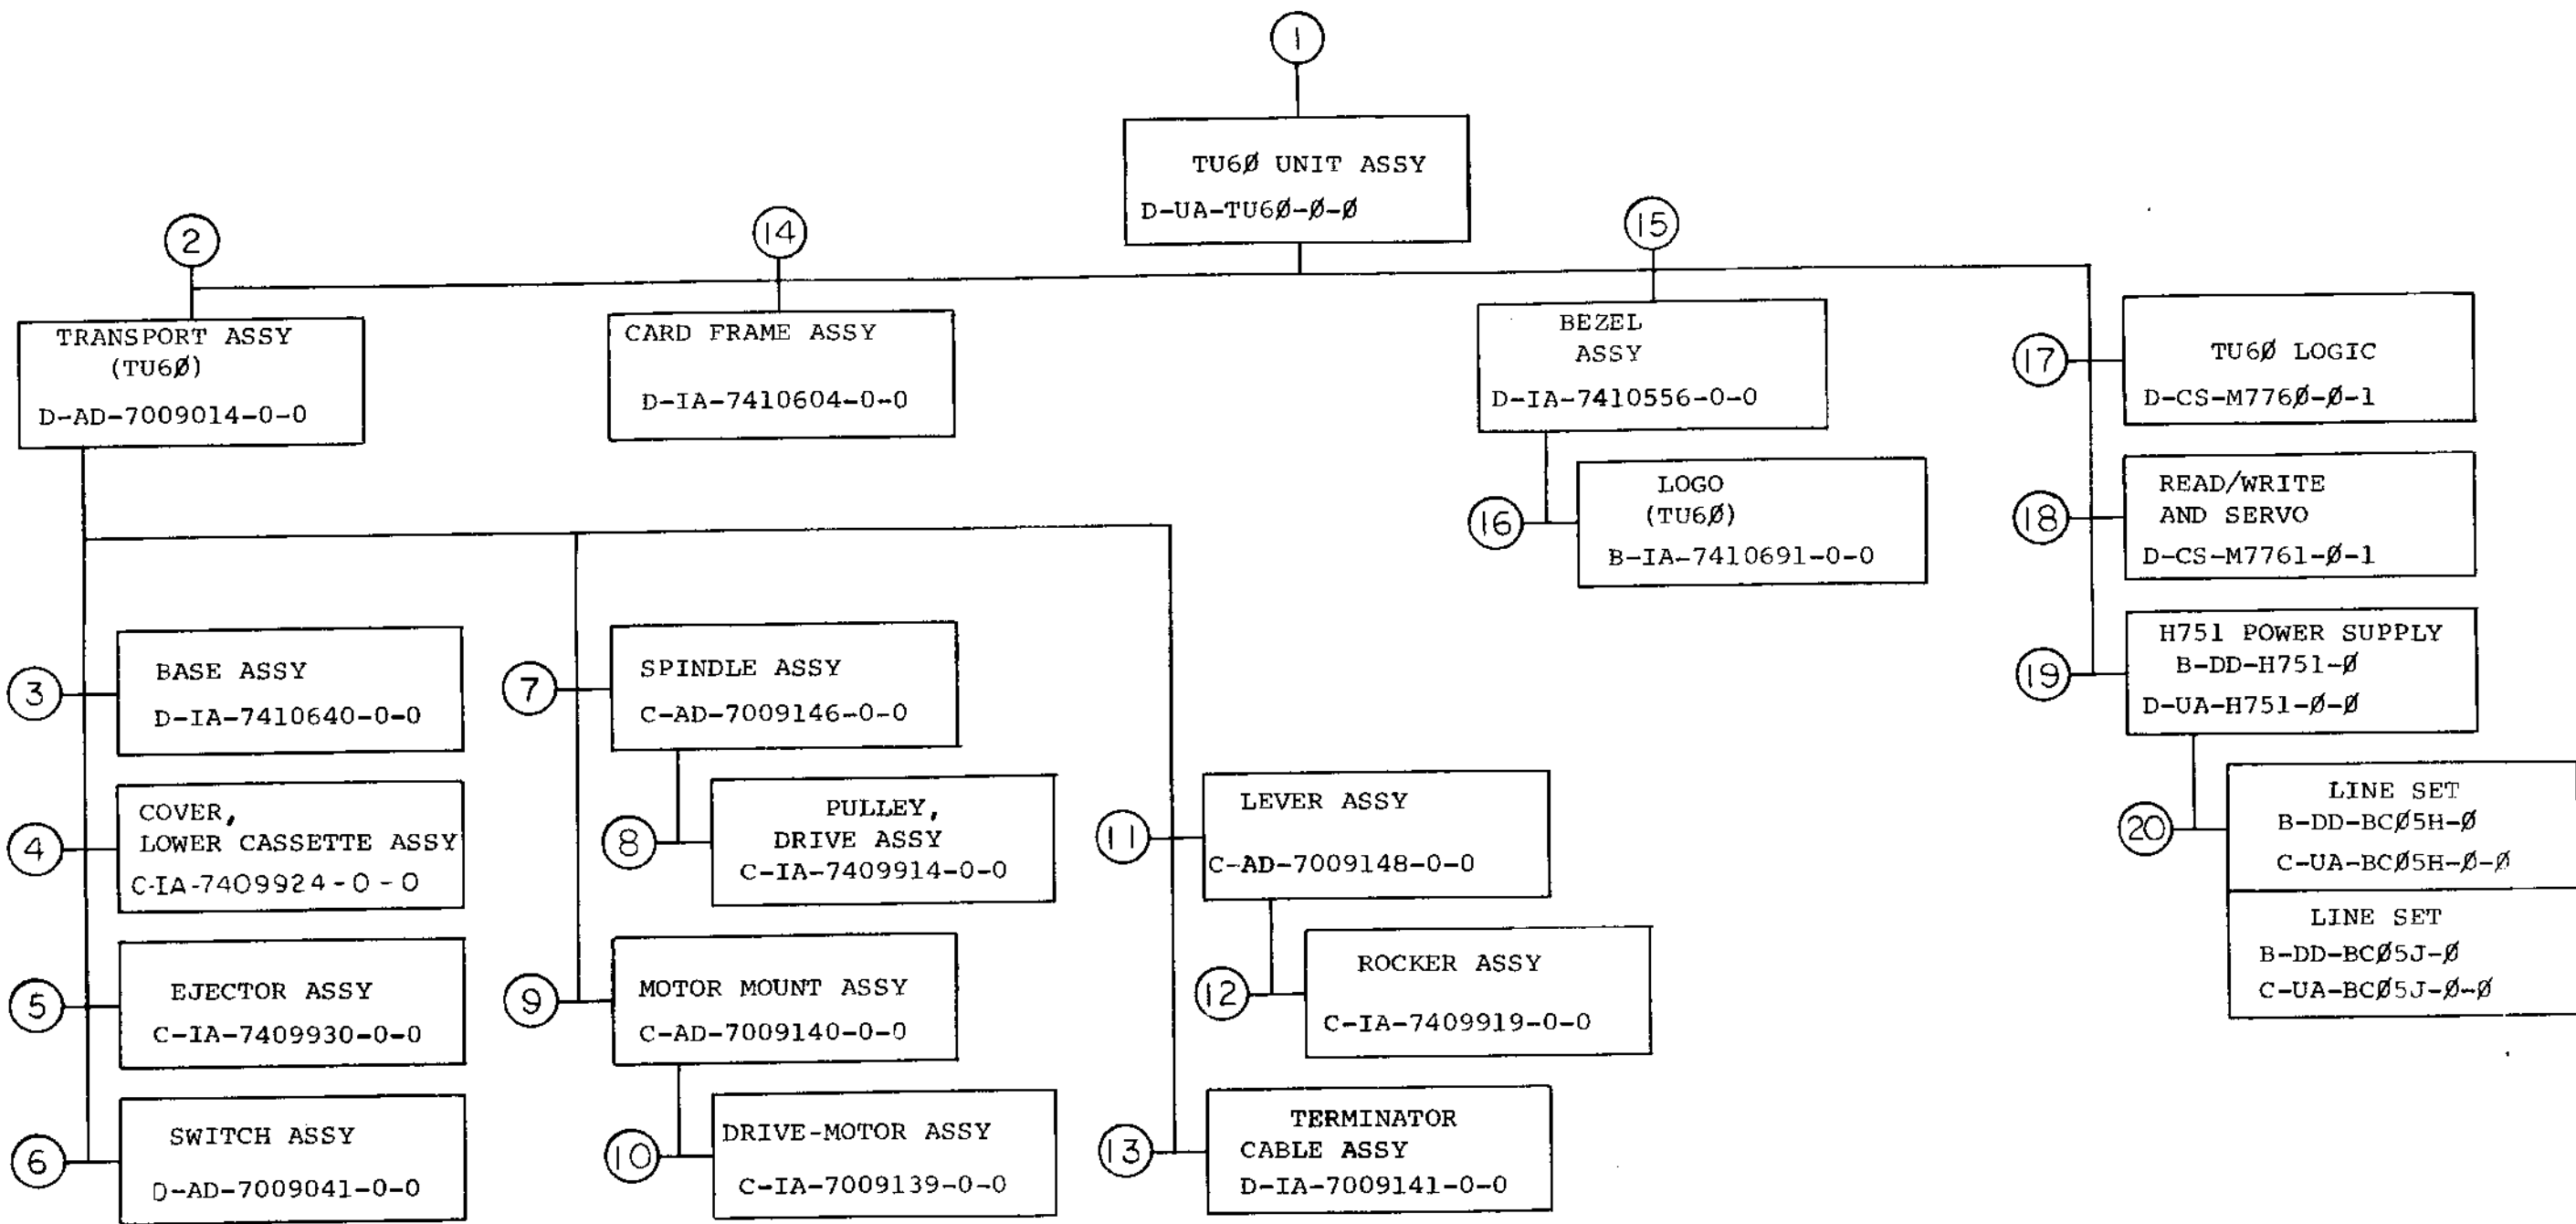 1
TU6Ø UNIT ASSY
D-UA-TU6Ø-Ø-Ø
2
TRANSPORT ASSY
(TU6Ø)
D-AD-7009014-0-0
14
CARD FRAME ASSY
D-IA-7410604-0-0
15
BEZEL
ASSY
D-IA-7410556-0-0
16
LOGO
(TU6Ø)
B-IA-7410691-0-0
17
TU6Ø LOGIC
D-CS-M776Ø-Ø-1
18
READ/WRITE
AND SERVO
D-CS-M7761-Ø-1
19
H751 POWER SUPPLY
B-DD-H751-Ø
D-UA-H751-Ø-Ø
20
LINE SET
B-DD-BCØ5H-Ø
C-UA-BCØ5H-Ø-Ø
LINE SET
B-DD-BCØ5J-Ø
C-UA-BCØ5J-Ø-Ø
3
BASE ASSY
D-IA-7410640-0-0
4
COVER,
LOWER CASSETTE ASSY
C-IA-7409924-0-0
5
EJECTOR ASSY
C-IA-7409930-0-0
6
SWITCH ASSY
D-AD-7009041-0-0
7
SPINDLE ASSY
C-AD-7009146-0-0
8
PULLEY,
DRIVE ASSY
C-IA-7409914-0-0
9
MOTOR MOUNT ASSY
C-AD-7009140-0-0
10
DRIVE-MOTOR ASSY
C-IA-7009139-0-0
11
LEVER ASSY
C-AD-7009148-0-0
12
ROCKER ASSY
C-IA-7409919-0-0
13
TERMINATOR
CABLE ASSY
D-IA-7009141-0-0